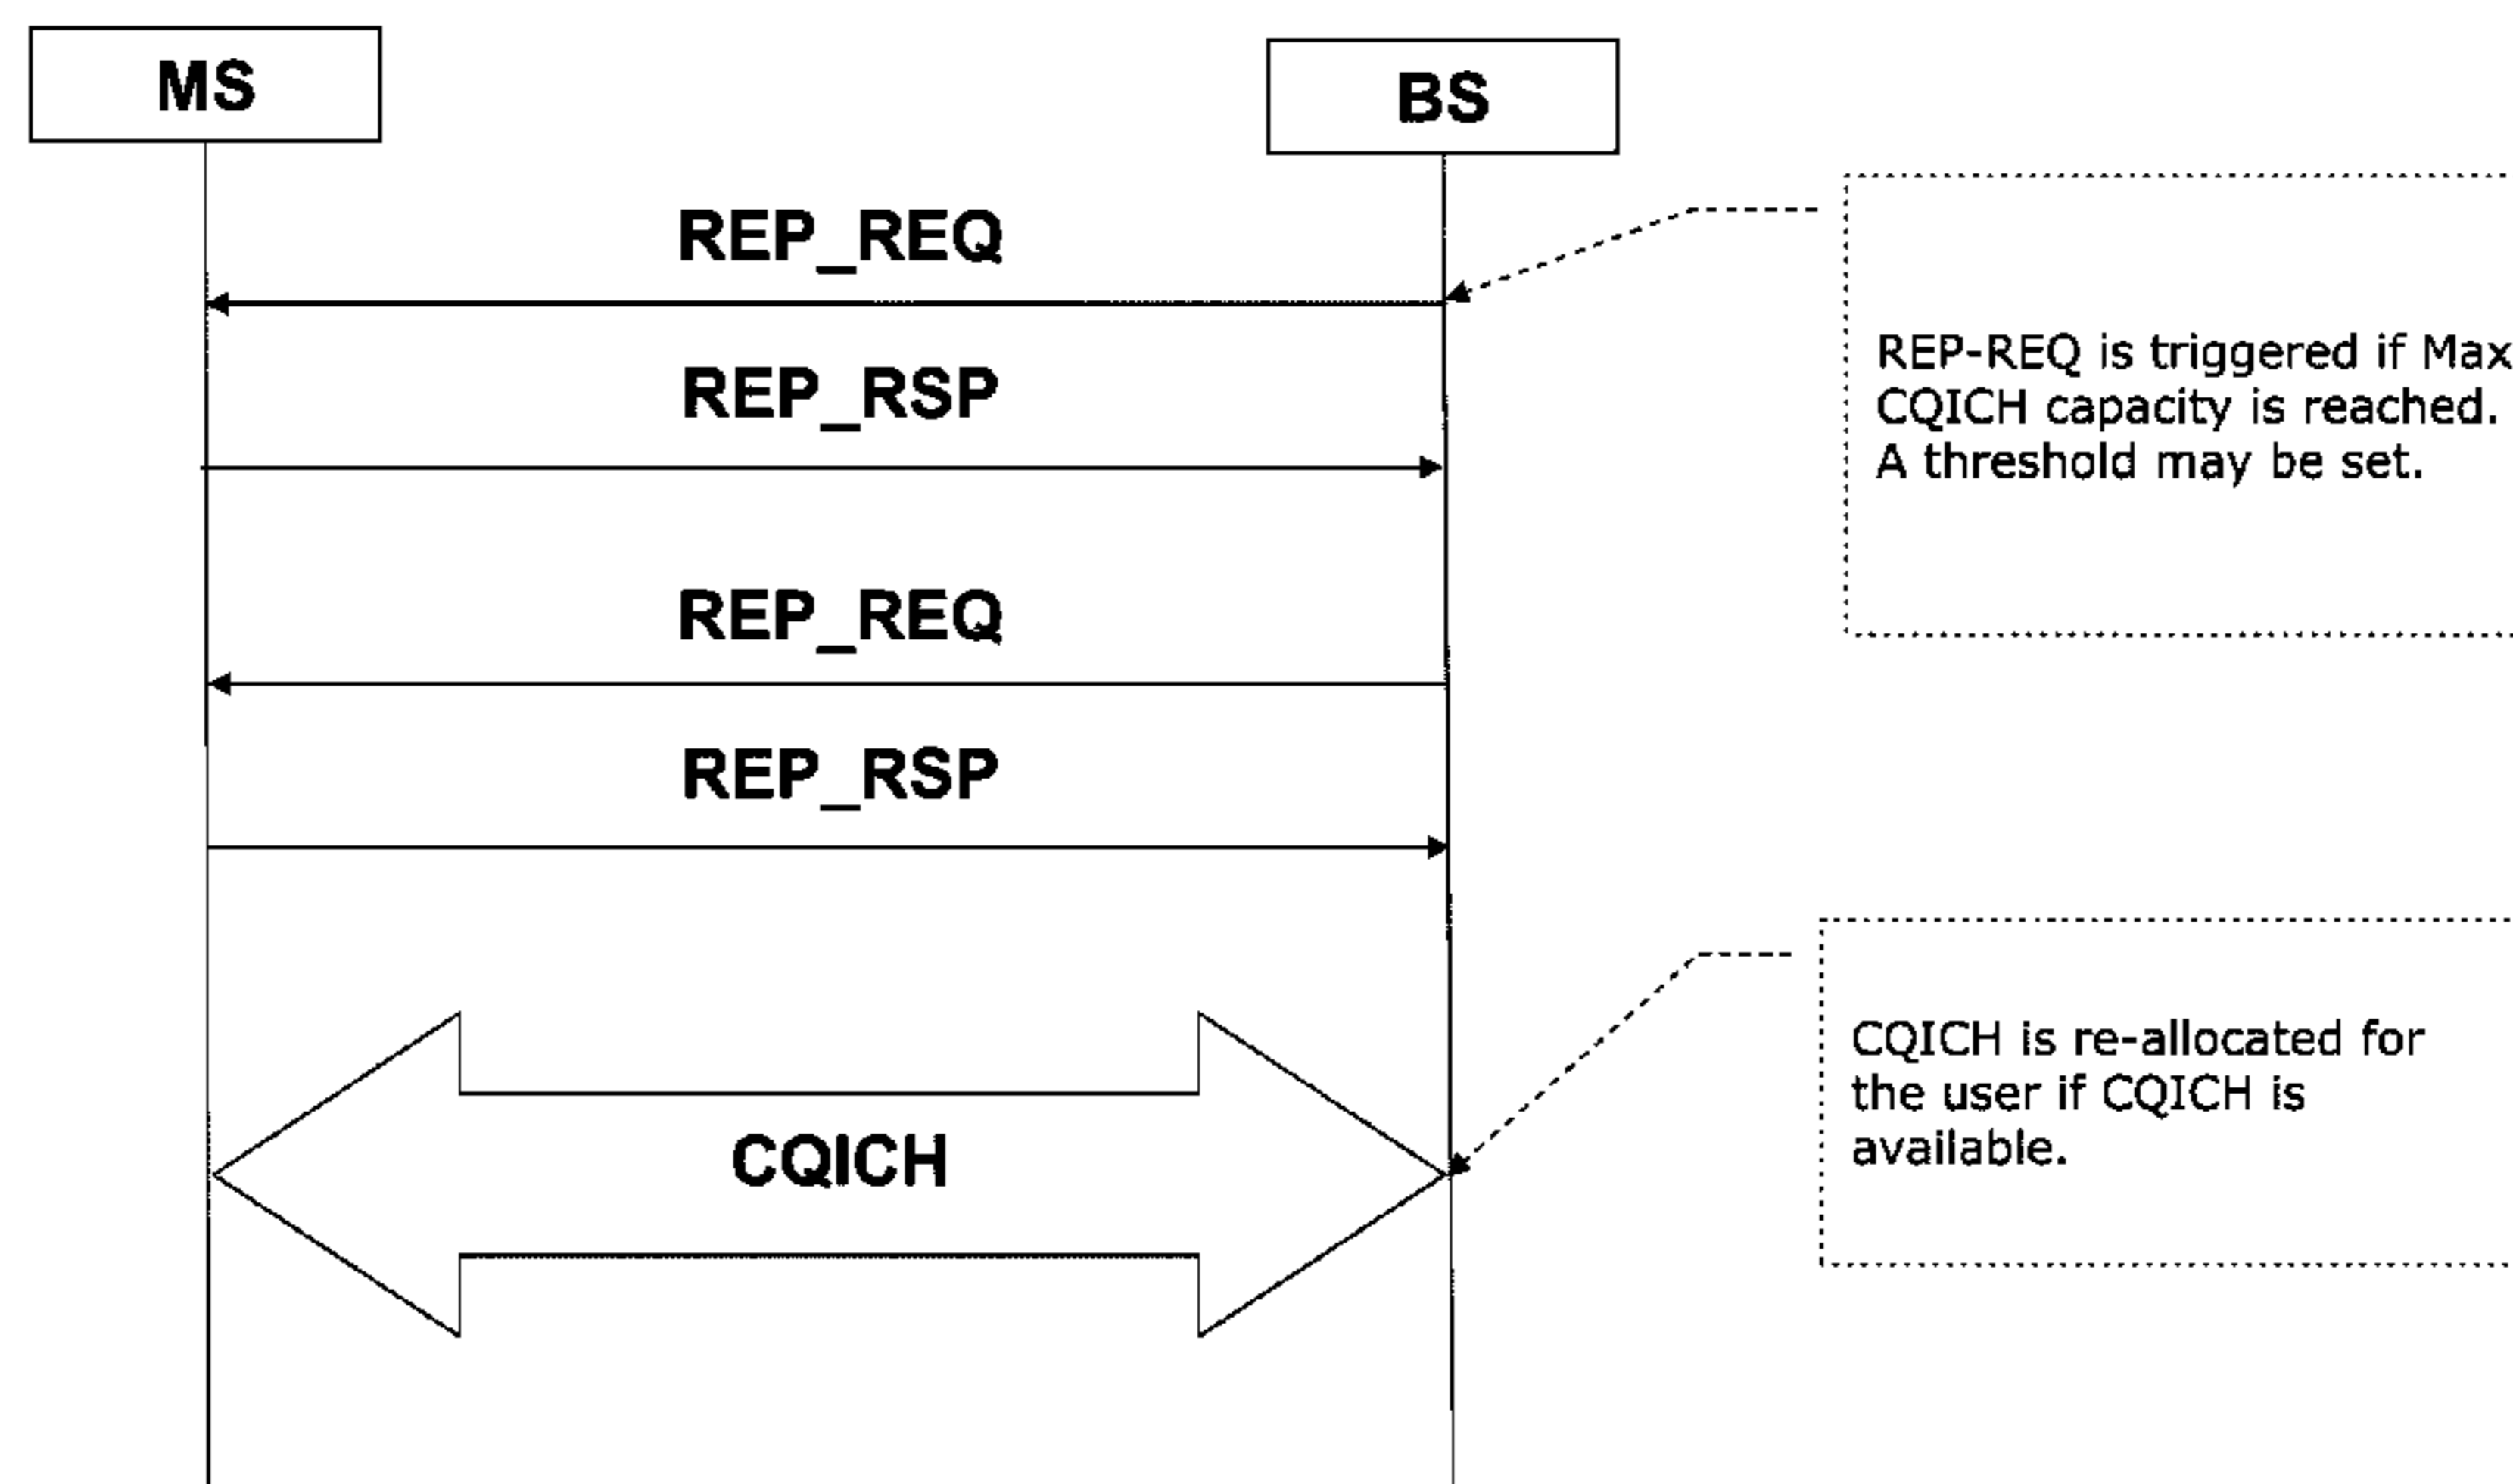 MS
BS
REP_REQ
REP_RSP
REP_REQ
REP_RSP
CQICH
REP-REQ is triggered if Max
CQICH capacity is reached.
A threshold may be set.
CQICH is re-allocated for
the user if CQICH is
available.